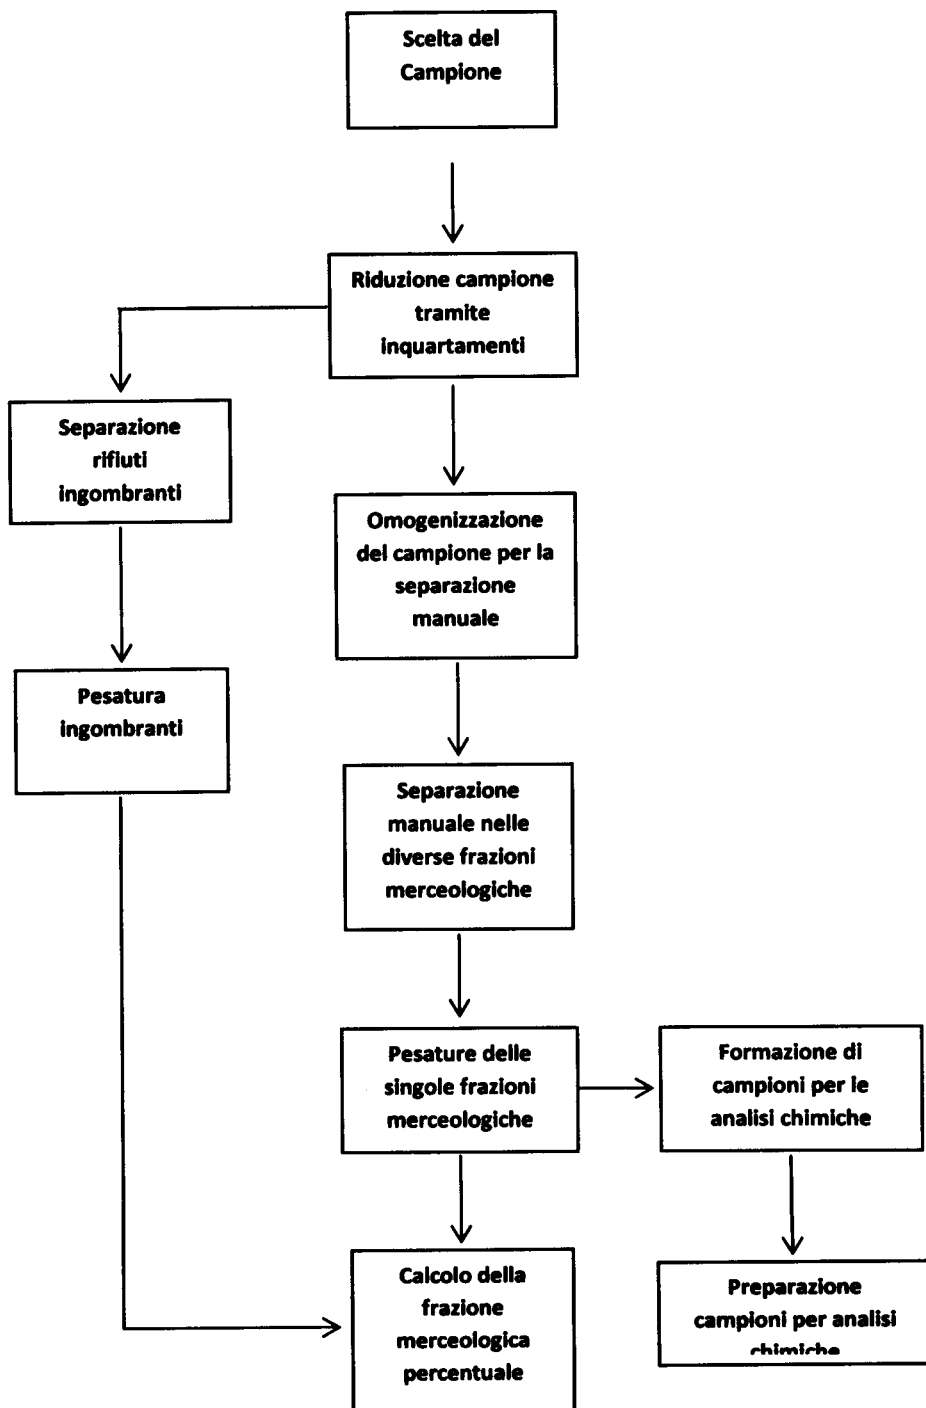 Scelta del
Campione
Riduzione campione
tramite
inquartamenti
Separazione
rifiuti
ingombranti
Omogenizzazione
del campione per la
separazione
manuale
Pesatura
ingombranti
Separazione
manuale nelle
diverse frazioni
merceologiche
Pesature delle
singole frazioni
merceologiche
Formazione di
campioni per le
analisi chimiche
Calcolo della
frazione
merceologica
percentuale
Preparazione
campioni per analisi
chimiche